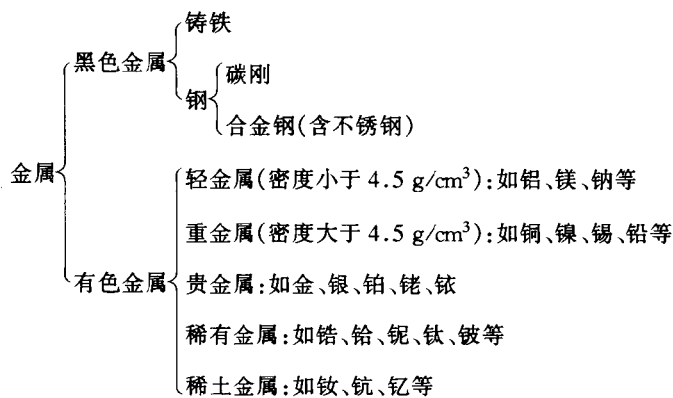 铸铁
黑色金属
碳刚
钢
合金钢(含不锈钢)
金属
轻金属(密度小于 4.5 g/cm³):如铝、镁、钠等
重金属(密度大于 4.5 g/cm³):如铜、镍、锡、铅等
有色金属
贵金属:如金、银、铂、铑、铱
稀有金属:如锆、铪、铌、钛、铍等
稀土金属:如钕、钪、钇等